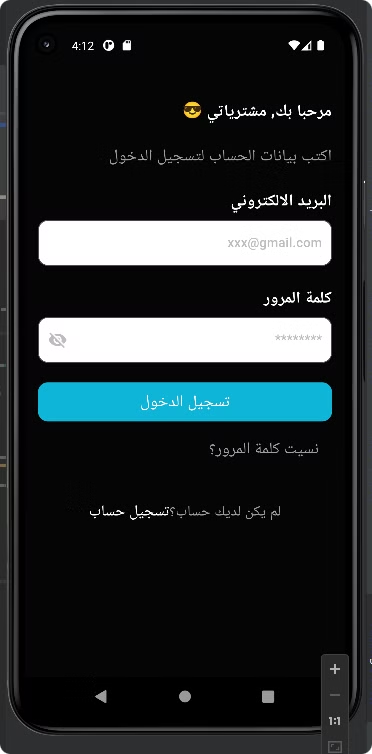 4:12
مرحبا بك, مشترياتي 😎
اكتب بيانات الحساب لتسجيل الدخول
البريد الالكتروني
xxx@gmail.com
كلمة المرور
********
تسجيل الدخول
نسيت كلمة المرور؟
لم يكن لديك حساب؟تسجيل حساب
1:1